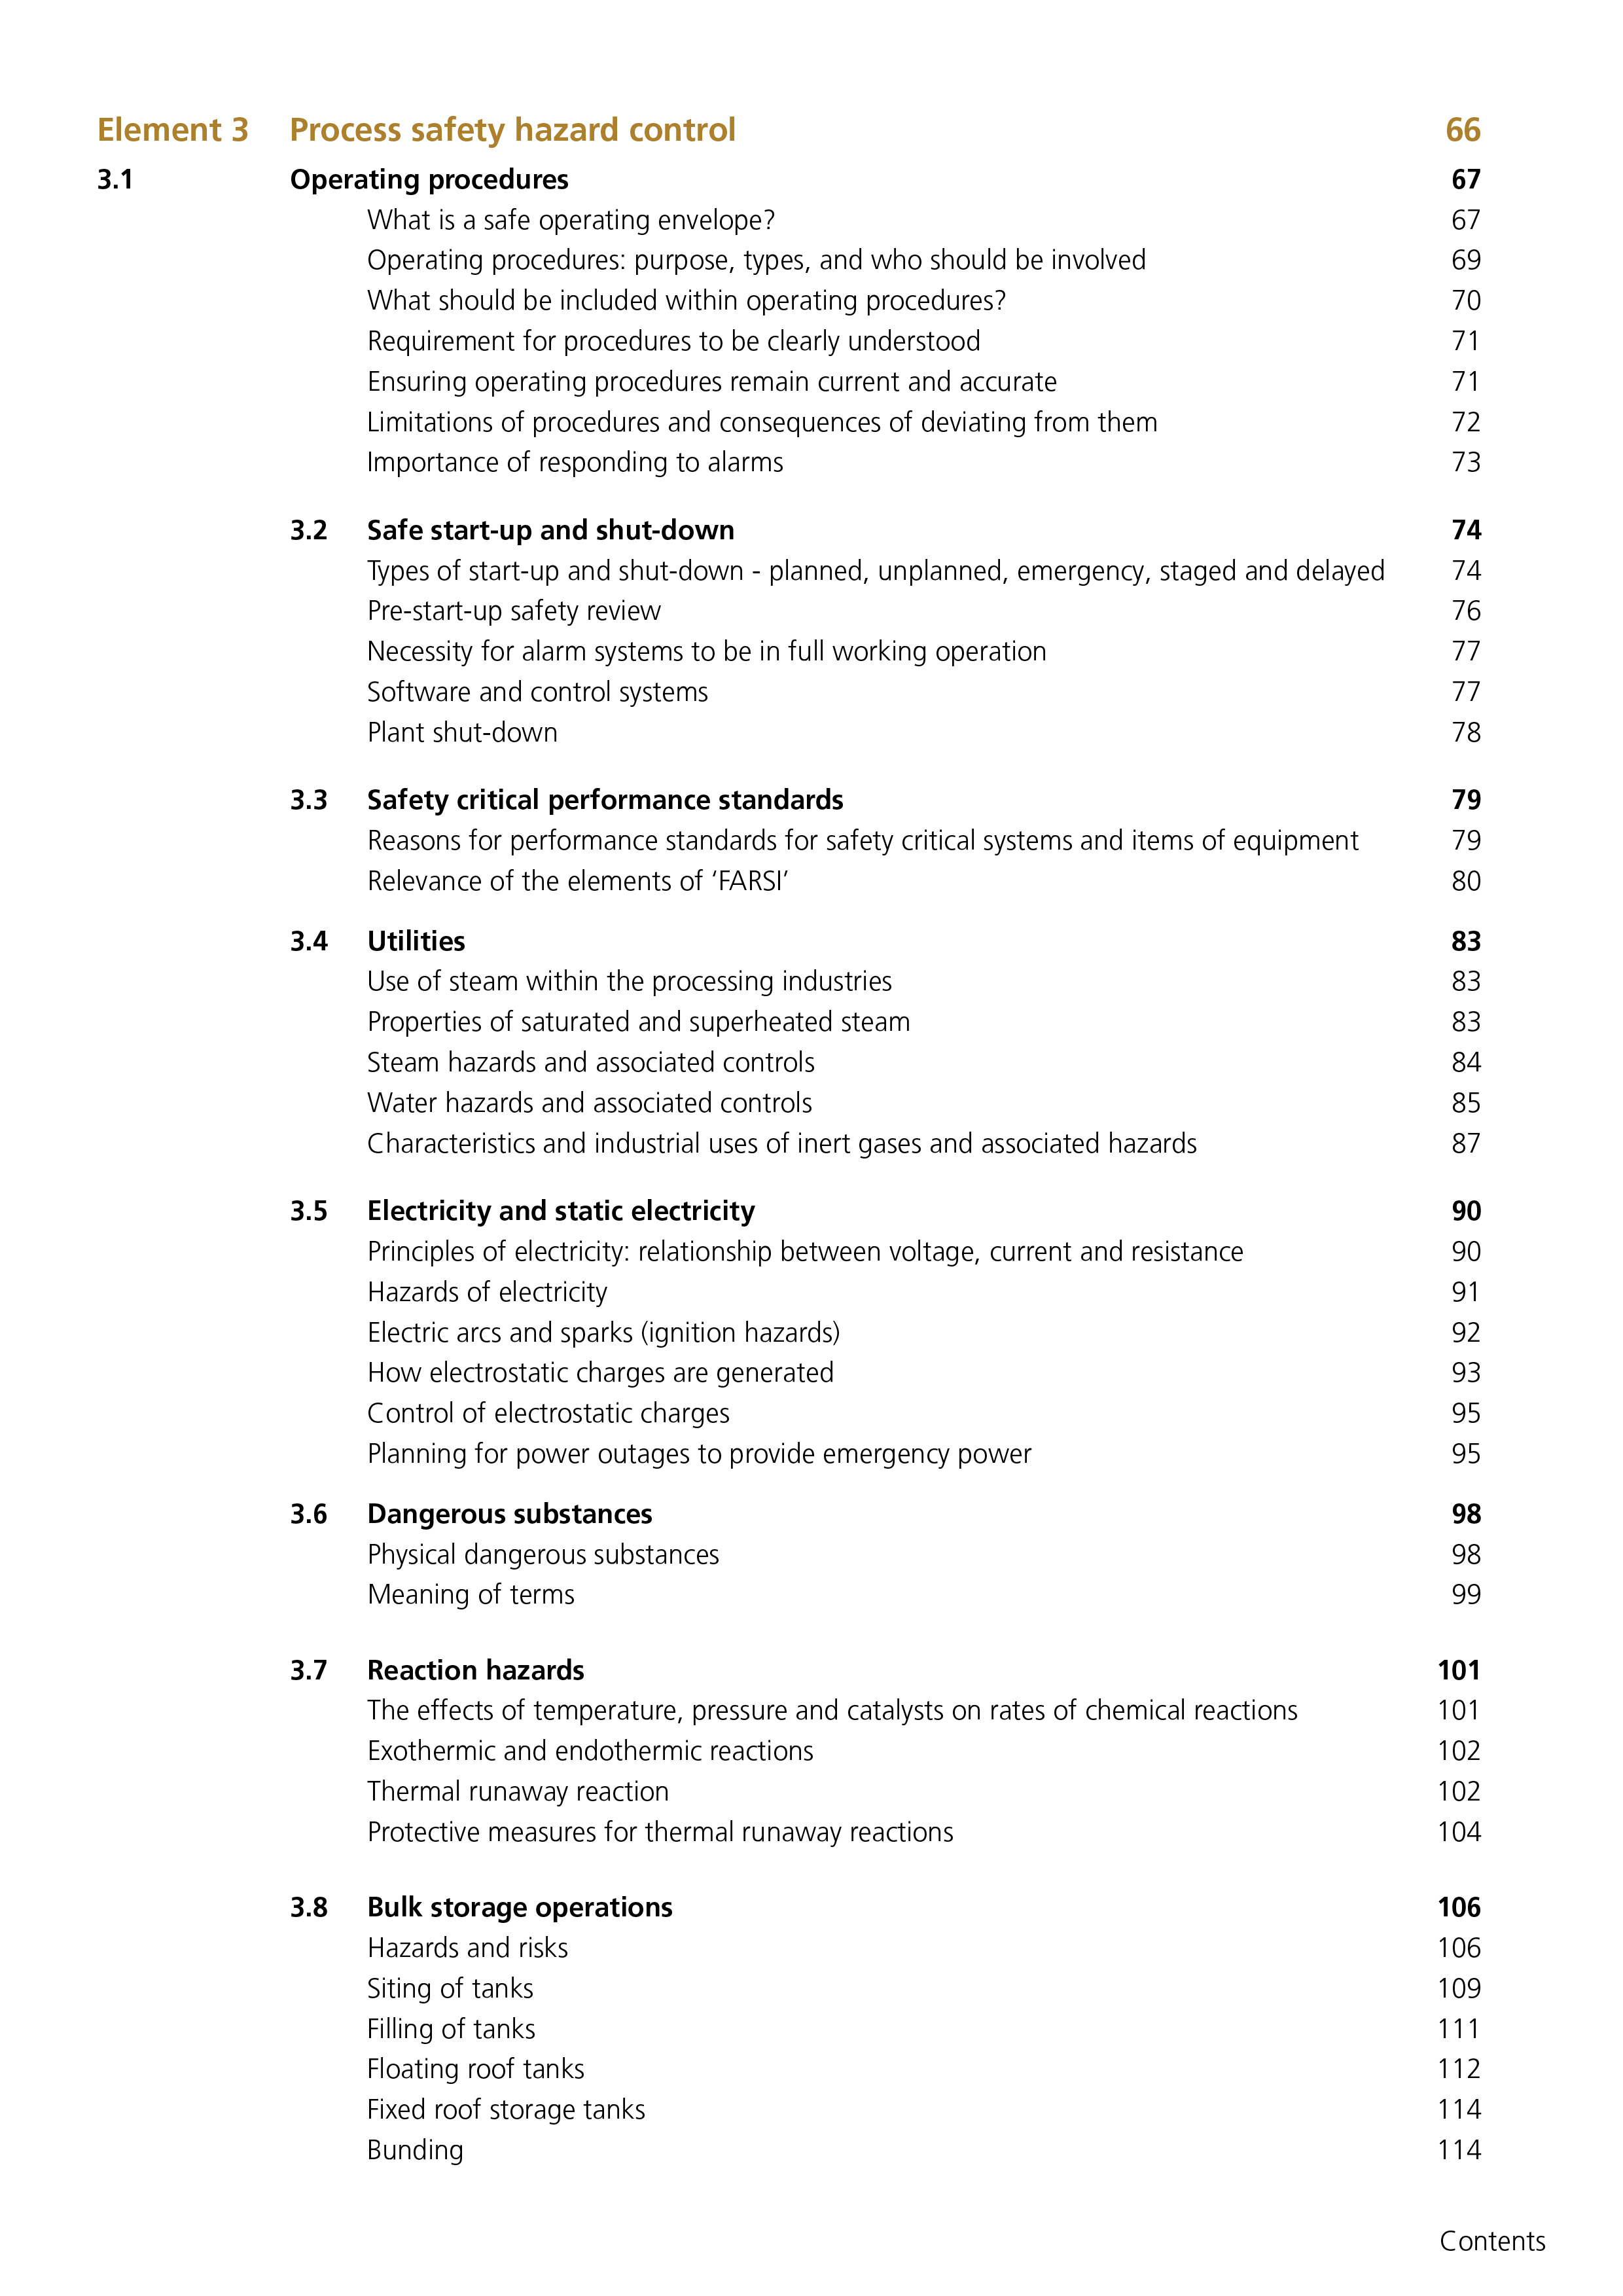 Element 3 Process safety hazard control 66
3.1 Operating procedures 67
What is a safe operating envelope? 67
Operating procedures: purpose, types, and who should be involved 69
What should be included within operating procedures? 70
Requirement for procedures to be clearly understood 71
Ensuring operating procedures remain current and accurate 71
Limitations of procedures and consequences of deviating from them 72
Importance of responding to alarms 73
3.2 Safe start-up and shut-down 74
Types of start-up and shut-down - planned, unplanned, emergency, staged and delayed 74
Pre-start-up safety review 76
Necessity for alarm systems to be in full working operation 77
Software and control systems 77
Plant shut-down 78
3.3 Safety critical performance standards 79
Reasons for performance standards for safety critical systems and items of equipment 79
Relevance of the elements of ‘FARSI’ 80
3.4 Utilities 83
Use of steam within the processing industries 83
Properties of saturated and superheated steam 83
Steam hazards and associated controls 84
Water hazards and associated controls 85
Characteristics and industrial uses of inert gases and associated hazards 87
3.5 Electricity and static electricity 90
Principles of electricity: relationship between voltage, current and resistance 90
Hazards of electricity 91
Electric arcs and sparks (ignition hazards) 92
How electrostatic charges are generated 93
Control of electrostatic charges 95
Planning for power outages to provide emergency power 95
3.6 Dangerous substances 98
Physical dangerous substances 98
Meaning of terms 99
3.7 Reaction hazards 101
The effects of temperature, pressure and catalysts on rates of chemical reactions 101
Exothermic and endothermic reactions 102
Thermal runaway reaction 102
Protective measures for thermal runaway reactions 104
3.8 Bulk storage operations 106
Hazards and risks 106
Siting of tanks 109
Filling of tanks 111
Floating roof tanks 112
Fixed roof storage tanks 114
Bunding 114
Contents